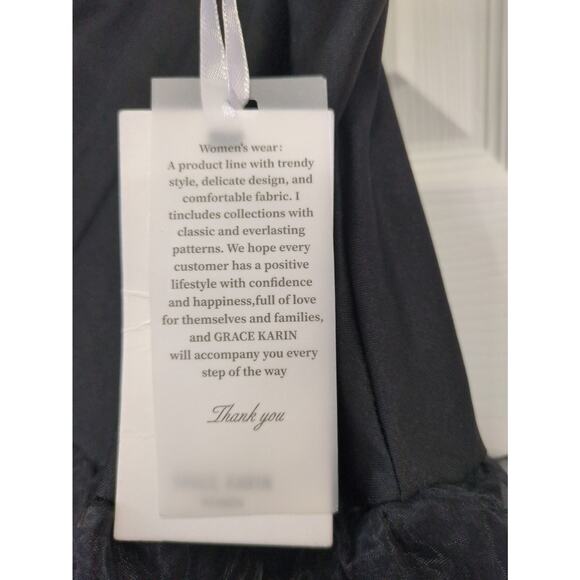 Women's wear:
A product line with trendy
style, delicate design, and
comfortable fabric. I
tincludes collections with
classic and everlasting
patterns. We hope every
customer has a positive
lifestyle with confidence
and happiness,full of love
for themselves and families,
and GRACE KARIN
will accompany you every
step of the way
Thank you
GRACE KARIN